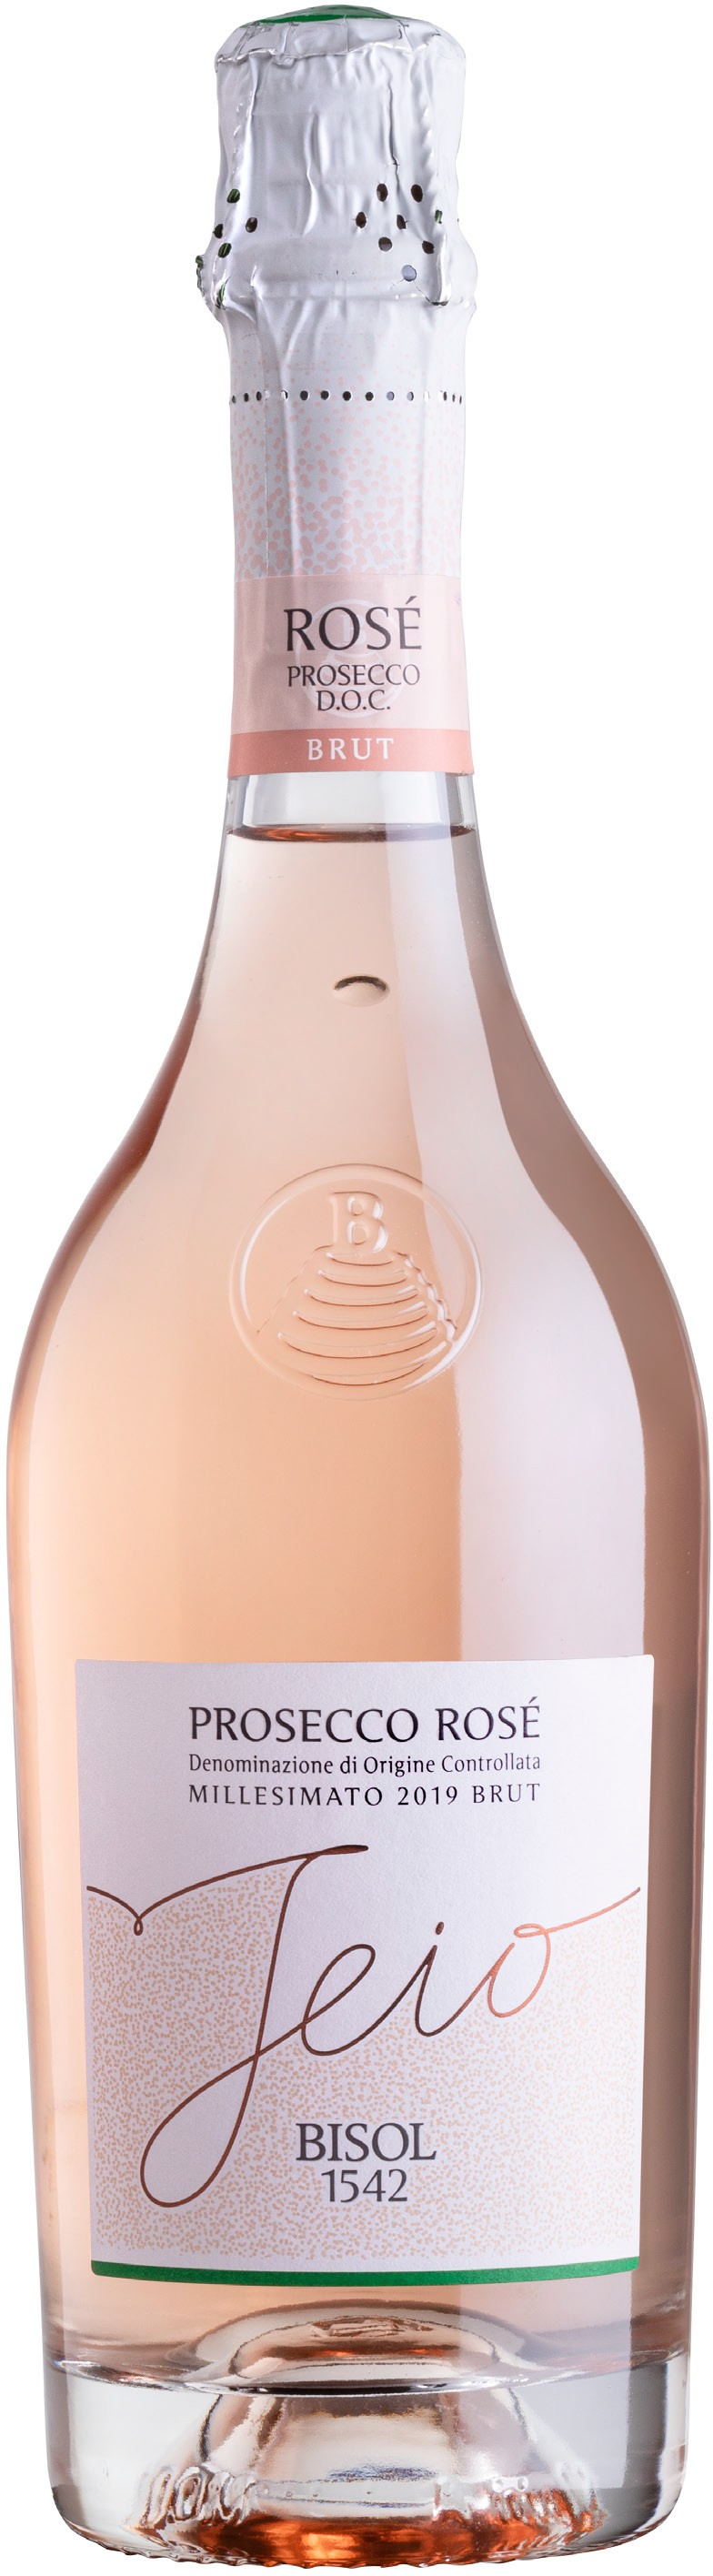 ROSÉ
PROSECCO
D.O.C.
BRUT
B
PROSECCO ROSÉ
Denominazione di Origine Controllata
MILLESIMATO 2019 BRUT
Jeio
BISOL
1542